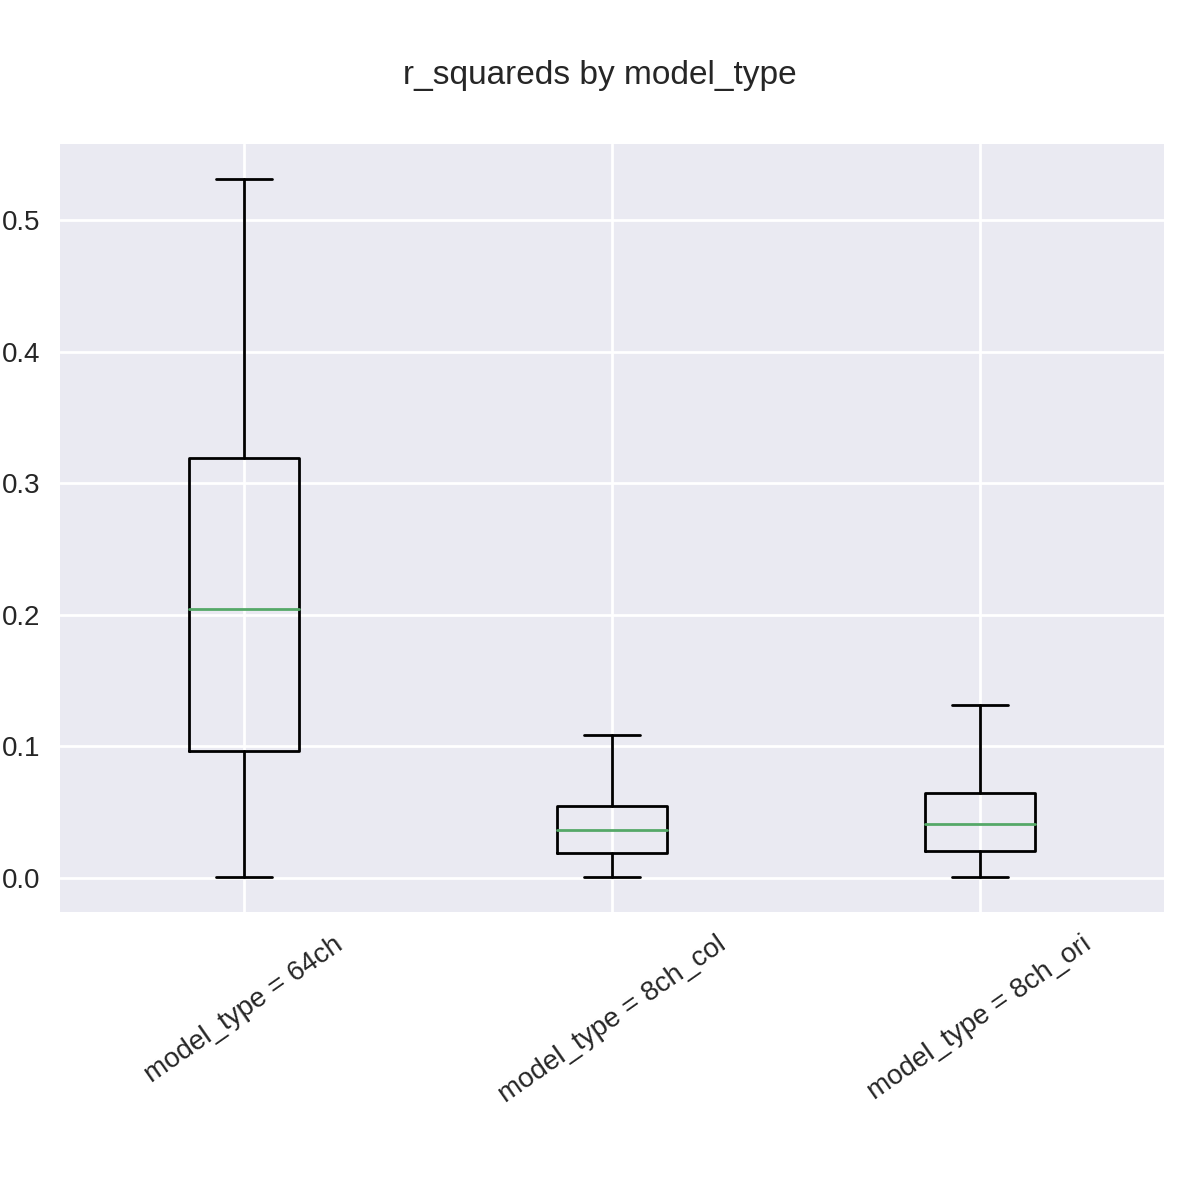 r_squareds by model_type
0.5
0.4
0.3
0.2
0.1
0.0
model_type = 64ch
model_type = 8ch_col
model_type = 8ch_ori